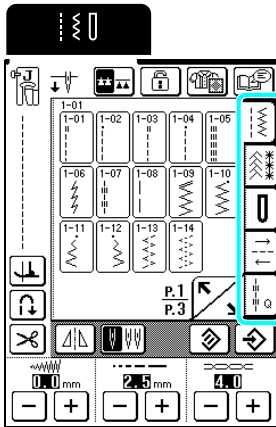 J
1-01
1-01 1-02 1-03 1-04 1-05
1-06 1-07 1-08 1-09 1-10
1-11 1-12 1-13 1-14
Q
P.1
P.3
0.0 mm 2.5 mm 4.0
- + - + - +